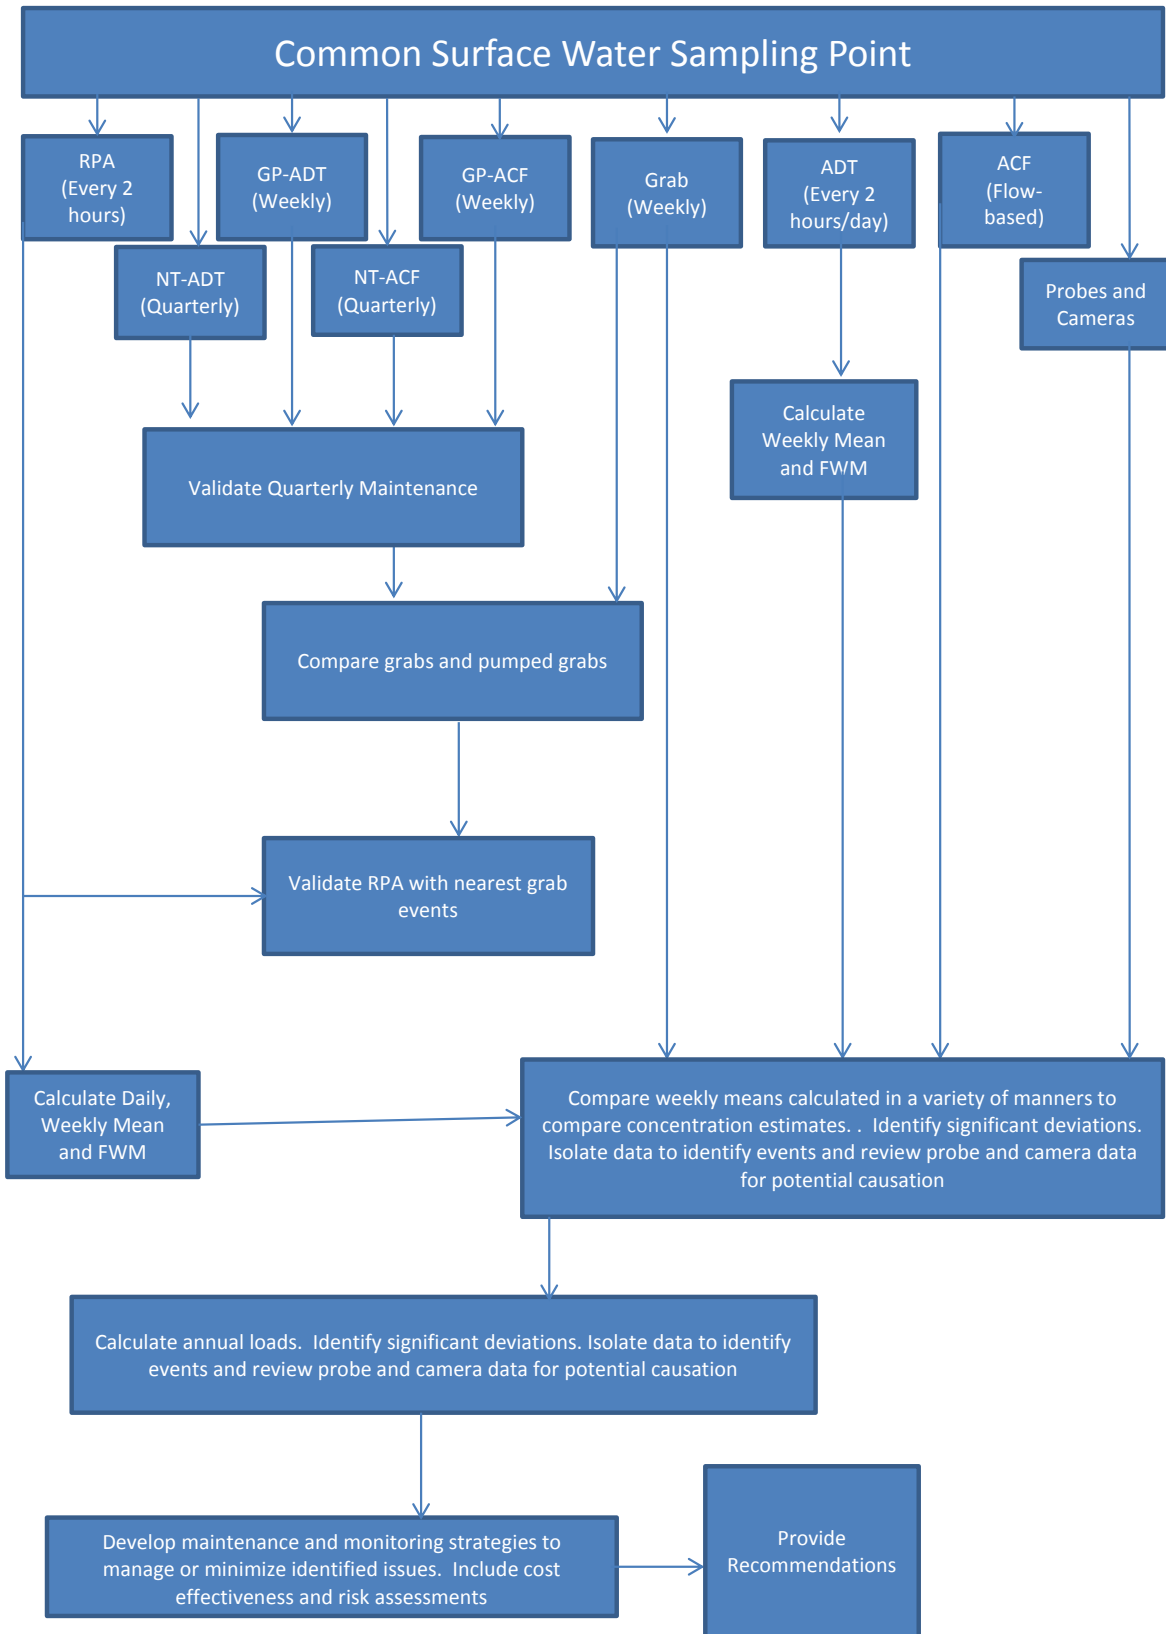 Common Surface Water Sampling Point
RPA
(Every 2
hours)
GP-ADT
(Weekly)
GP-ACF
(Weekly)
Grab
(Weekly)
ADT
(Every 2
hours/day)
ACF
(Flow-
based)
NT-ADT
(Quarterly)
NT-ACF
(Quarterly)
Probes and
Cameras
Calculate
Weekly Mean
and FWM
Validate Quarterly Maintenance
Compare grabs and pumped grabs
Validate RPA with nearest grab
events
Calculate Daily,
Weekly Mean
and FWM
Compare weekly means calculated in a variety of manners to
compare concentration estimates. .  Identify significant deviations.
Isolate data to identify events and review probe and camera data
for potential causation
Calculate annual loads.  Identify significant deviations. Isolate data to identify
events and review probe and camera data for potential causation
Develop maintenance and monitoring strategies to
manage or minimize identified issues.  Include cost
effectiveness and risk assessments
Provide
Recommendations